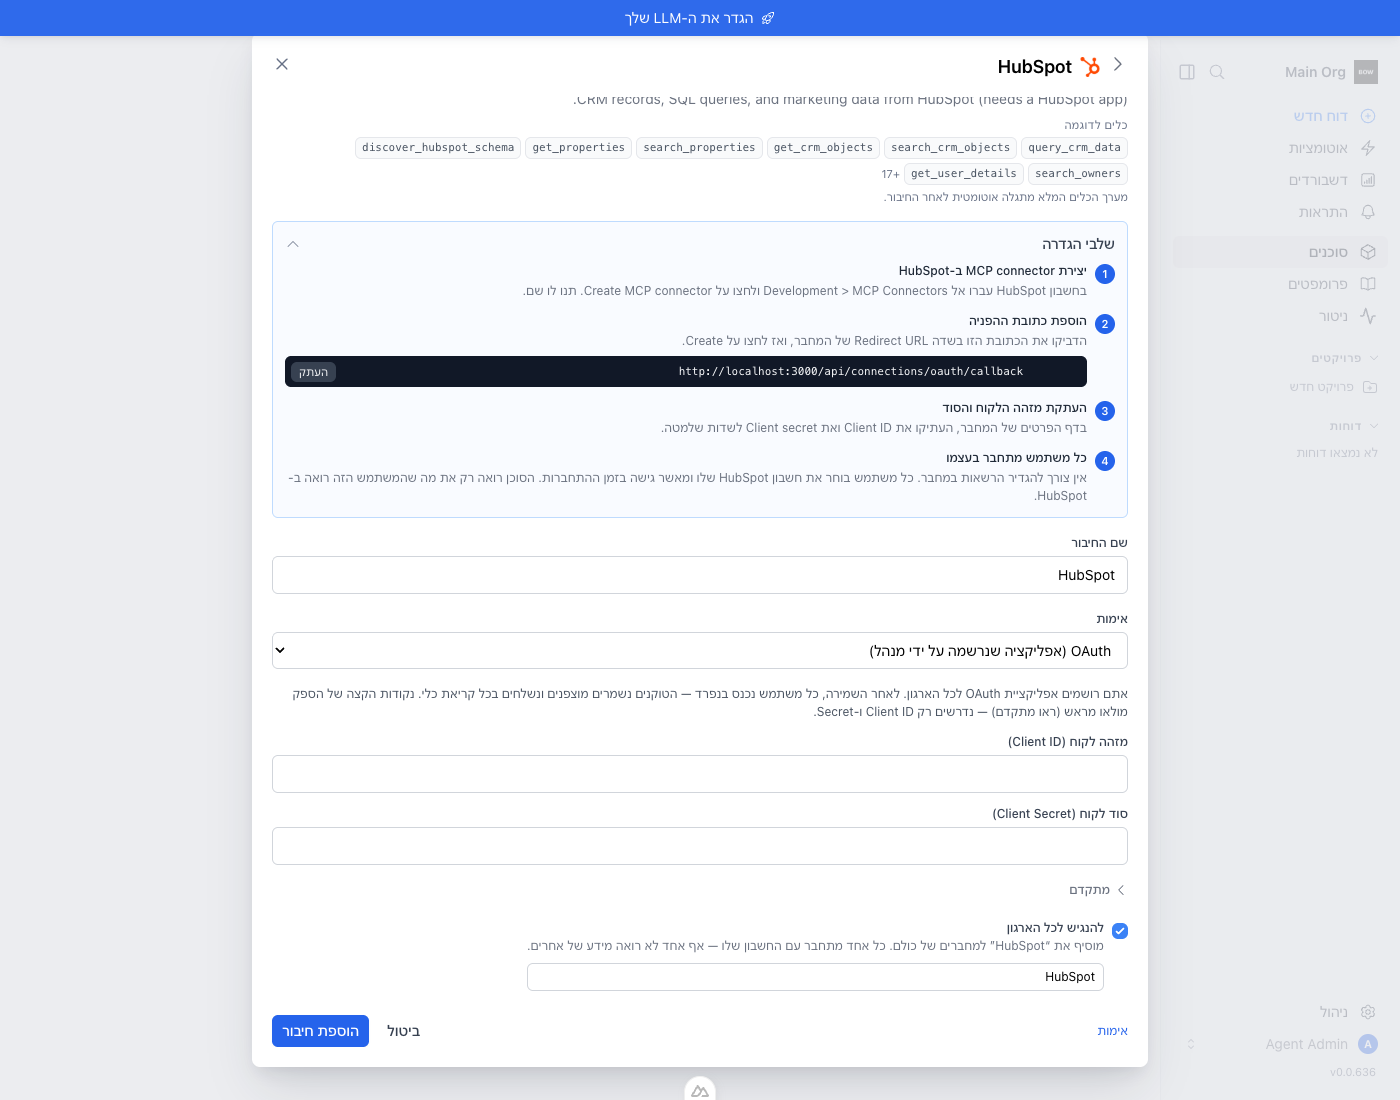 הגדר את ה-LLM שלך
HubSpot
CRM records, SQL queries, and marketing data from HubSpot (needs a HubSpot app).
כלים לדוגמה
query_crm_data
search_crm_objects
get_crm_objects
search_properties
get_properties
discover_hubspot_schema
search_owners
get_user_details
+17
מערך הכלים המלא מתגלה אוטומטית לאחר החיבור.
שלבי הגדרה
1
יצירת MCP connector ב-HubSpot
בחשבון HubSpot עברו אל Development > MCP Connectors ולחצו על Create MCP connector. תנו לו שם.
2
הוספת כתובת ההפניה
הדביקו את הכתובת הזו בשדה Redirect URL של המחבר, ואז לחצו על Create.
http://localhost:3000/api/connections/oauth/callback
העתק
3
העתקת מזהה הלקוח והסוד
בדף הפרטים של המחבר, העתיקו את Client ID ואת Client secret לשדות שלמטה.
4
כל משתמש מתחבר בעצמו
אין צורך להגדיר הרשאות במחבר. כל משתמש בוחר את חשבון HubSpot שלו ומאשר גישה בזמן ההתחברות. הסוכן רואה רק את מה שהמשתמש הזה רואה ב-
HubSpot.
שם החיבור
HubSpot
אימות
OAuth (אפליקציה שנרשמה על ידי מנהל)
אתם רושמים אפליקציית OAuth לכל הארגון. לאחר השמירה, כל משתמש נכנס בנפרד — הטוקנים נשמרים מוצפנים ונשלחים בכל קריאת כלי. נקודות הקצה של הספק
מולאו מראש (ראו מתקדם) — נדרשים רק Client ID ו-Secret.
מזהה לקוח (Client ID)
סוד לקוח (Client Secret)
מתקדם
להנגיש לכל הארגון
מוסיף את "HubSpot" למחברים של כולם. כל אחד מתחבר עם החשבון שלו — אף אחד לא רואה מידע של אחרים.
HubSpot
אימות
ביטול
הוספת חיבור
BOW
Main Org
דוח חדש
אוטומציות
דשבורדים
התראות
סוכנים
פרומפטים
ניטור
פרויקטים
פרויקט חדש
דוחות
לא נמצאו דוחות
ניהול
A
Agent Admin
v0.0.636